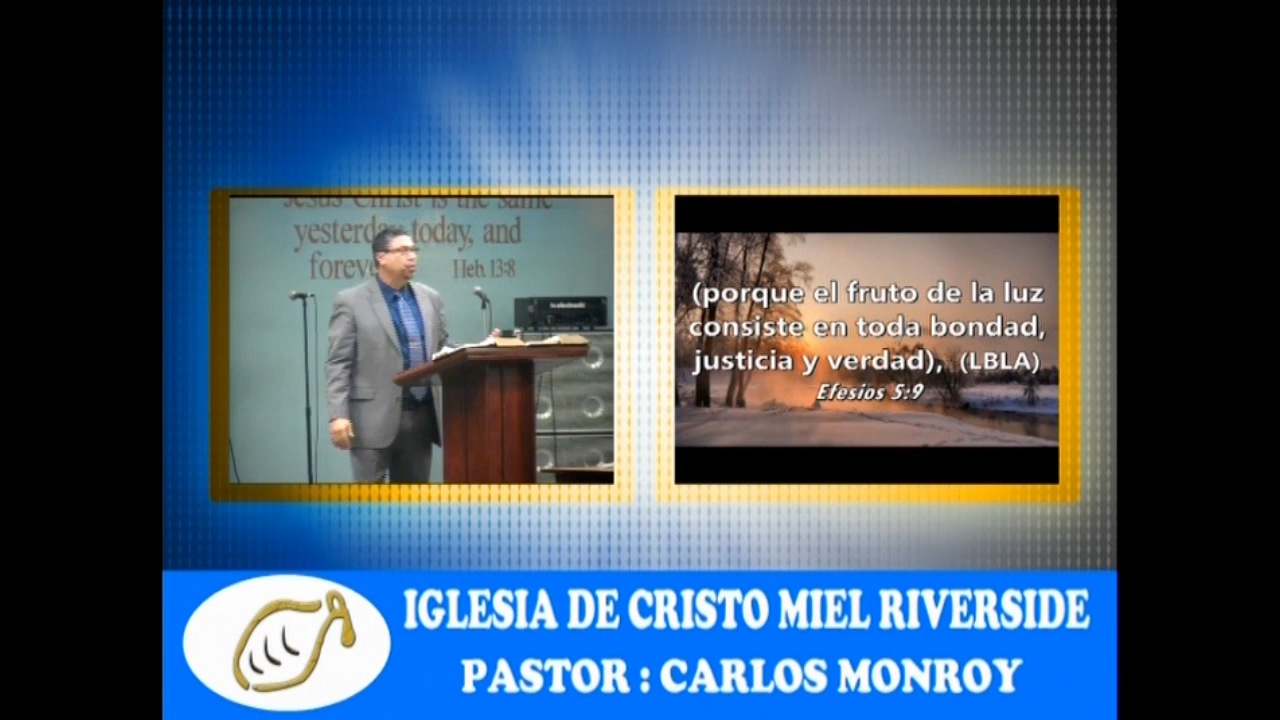 Jesus Christ is the same
yesterday, today, and
Heb. 13:8
(porque el fruto de la luz
consiste en toda bondad,
justicia y verdad), (LBLA)
Efesios 5:9
IGLESIA DE CRISTO MIEL RIVERSIDE
PASTOR : CARLOS MONROY